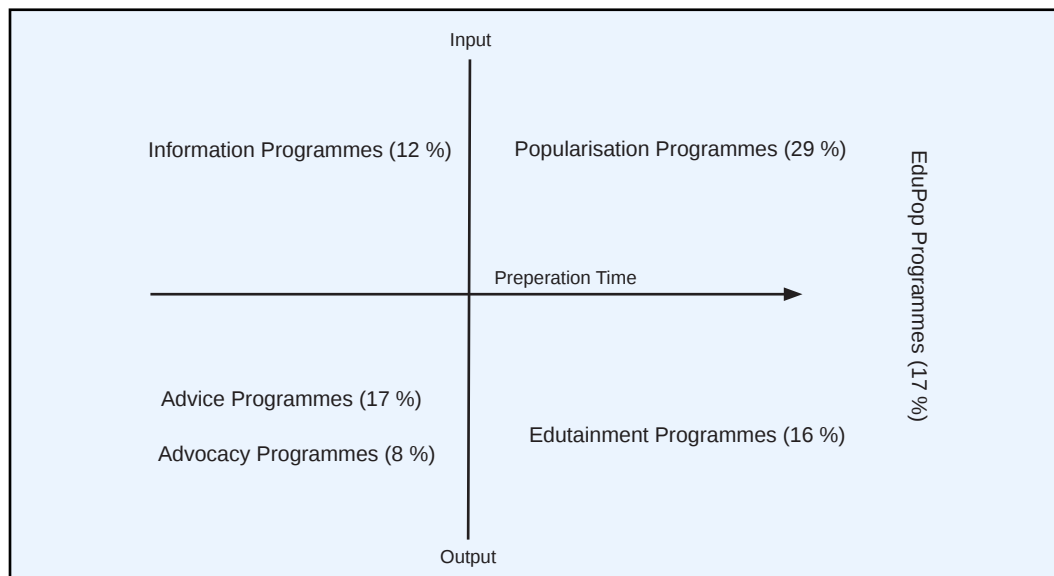 Input
Information Programmes (12 %)
Popularisation Programmes (29 %)
EduPop Programmes (17 %)
Preperation Time
Advice Programmes (17 %)
Advocacy Programmes (8 %)
Edutainment Programmes (16 %)
Output